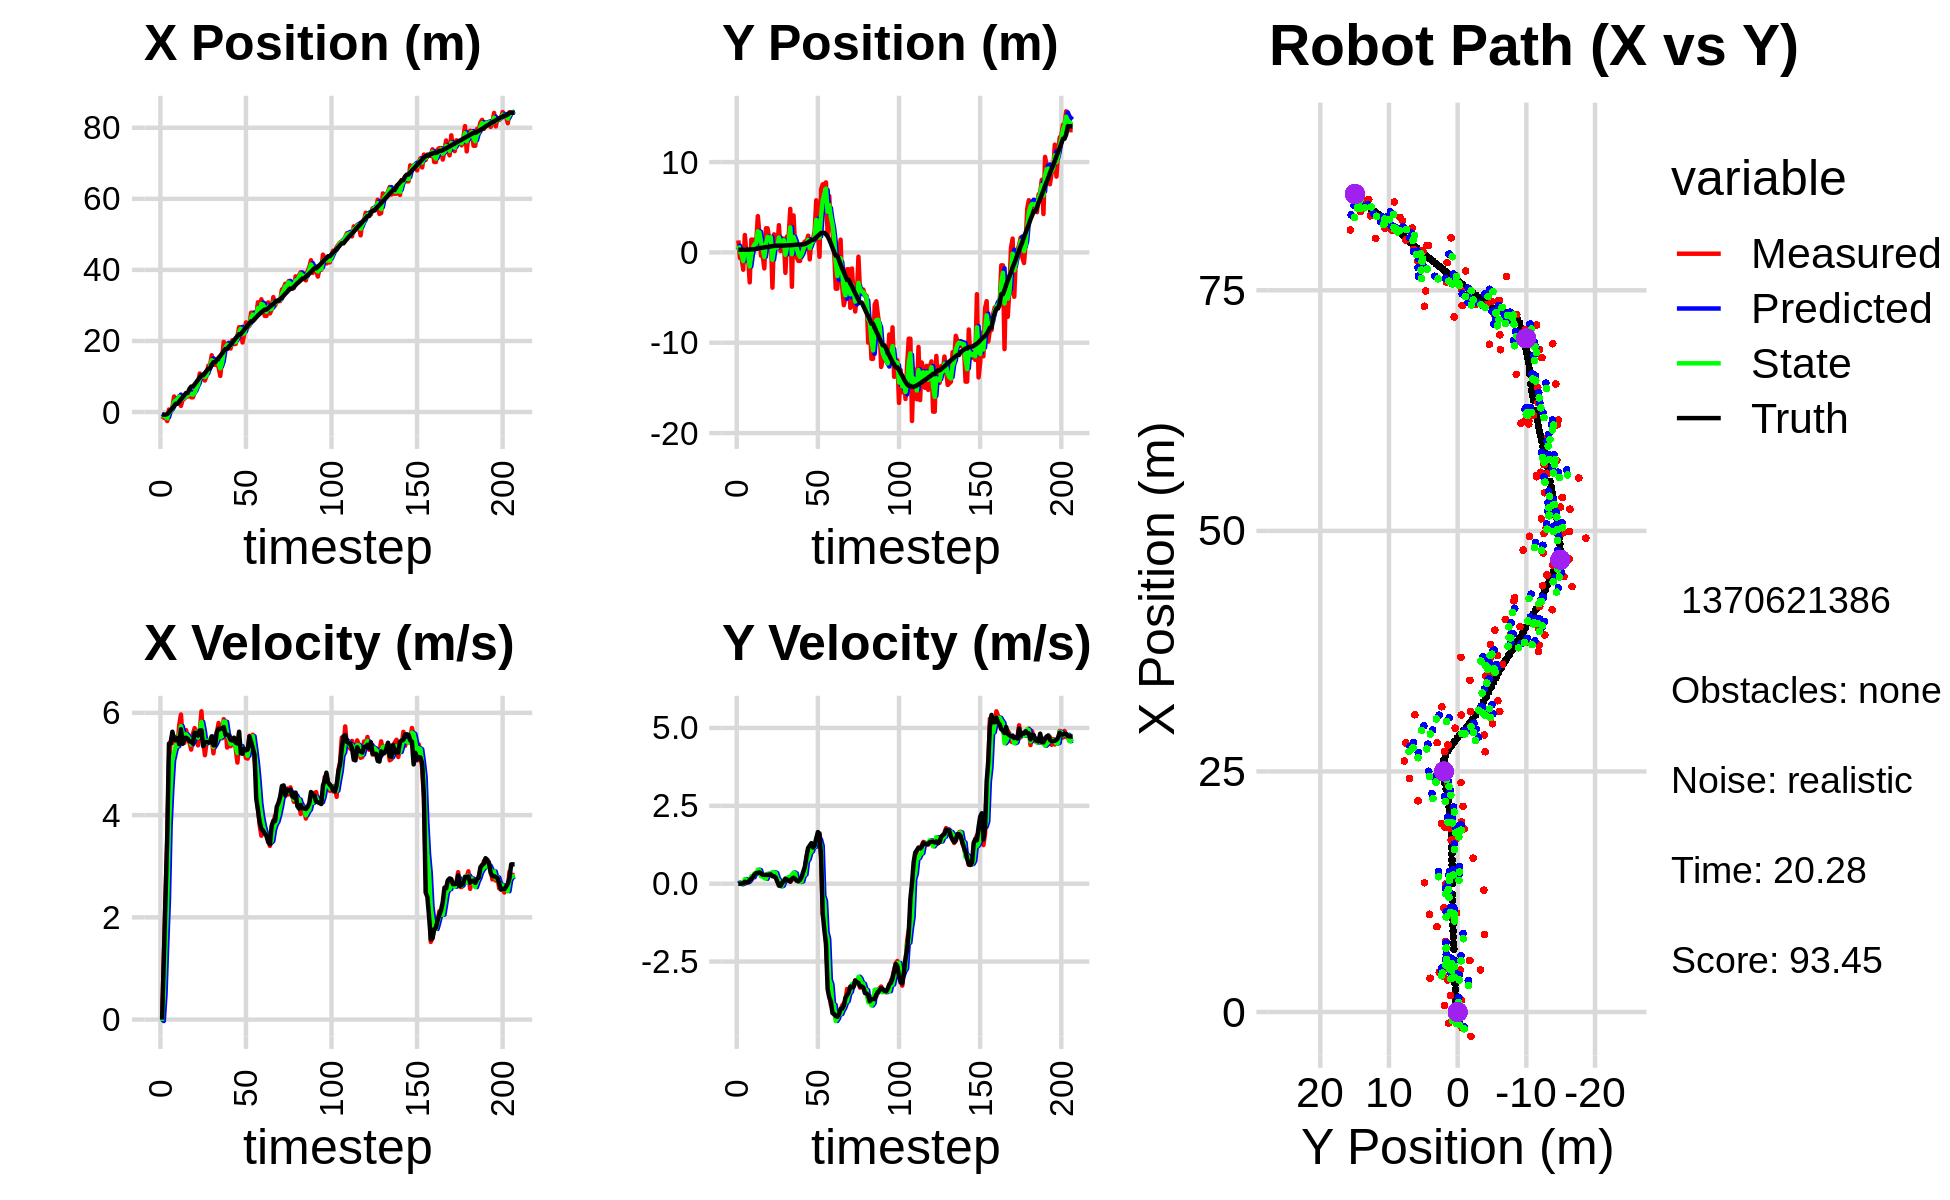 X Position (m)
80
60
40
20
0
0
50
100
150
200
timestep
Y Position (m)
10
0
-10
-20
0
50
100
150
200
timestep
X Velocity (m/s)
6
4
2
0
0
50
100
150
200
timestep
Y Velocity (m/s)
5.0
2.5
0.0
-2.5
0
50
100
150
200
timestep
Robot Path (X vs Y)
X Position (m)
75
50
25
0
20 10 0 -10 -20
Y Position (m)
variable
Measured
Predicted
State
Truth
1370621386
Obstacles: none
Noise: realistic
Time: 20.28
Score: 93.45